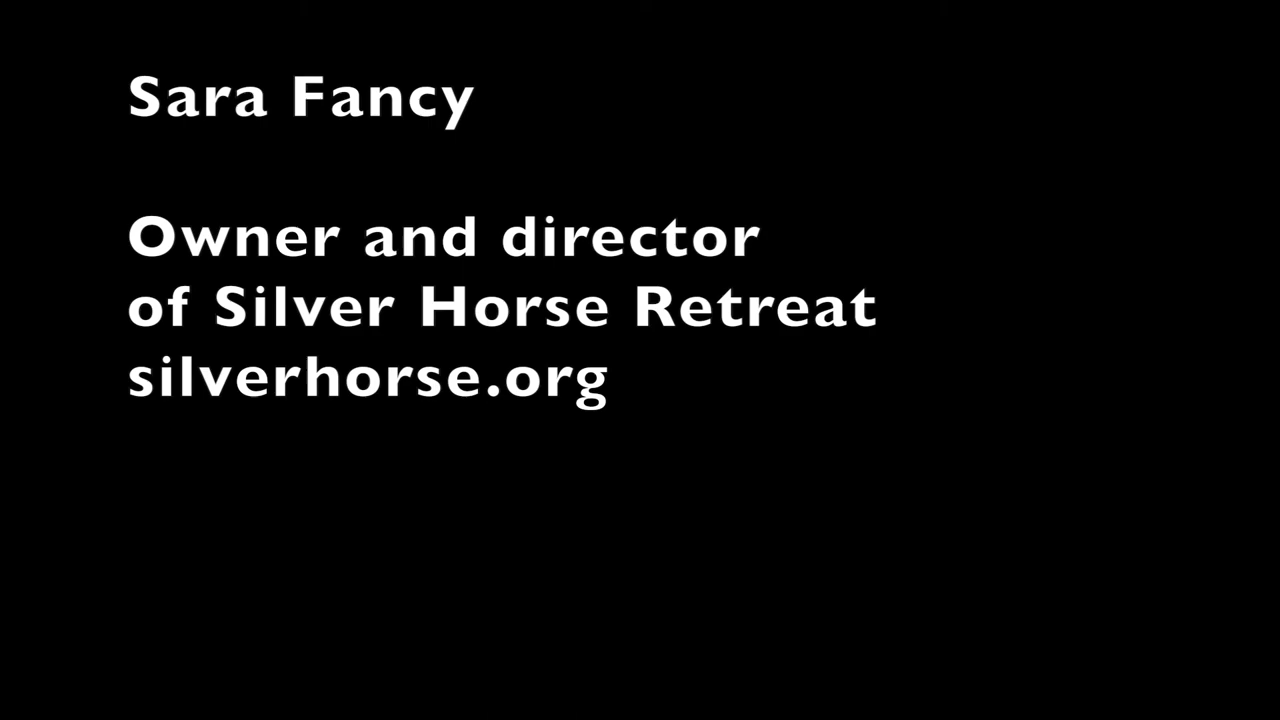 Sara Fancy
Owner and director
of Silver Horse Retreat
silverhorse.org